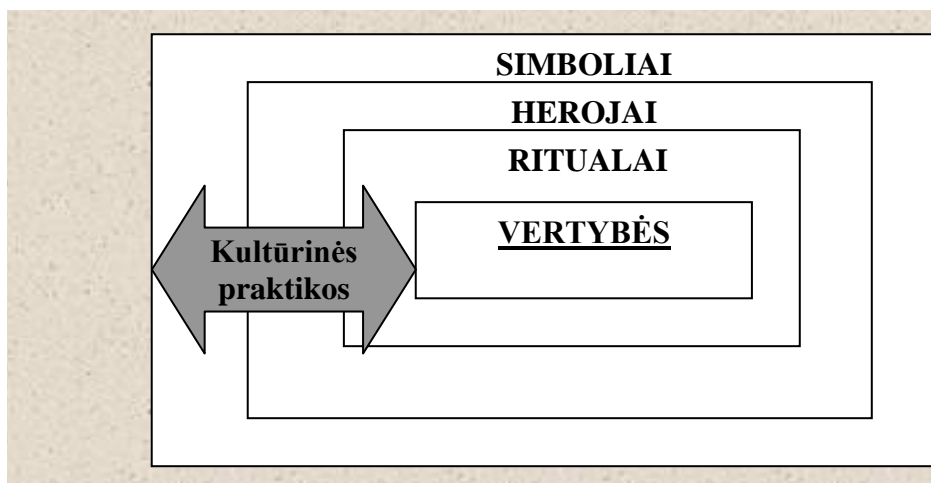 SIMBOLIAI
HEROJAI
RITUALAI
VERTYBĖS
Kultūrinės
praktikos